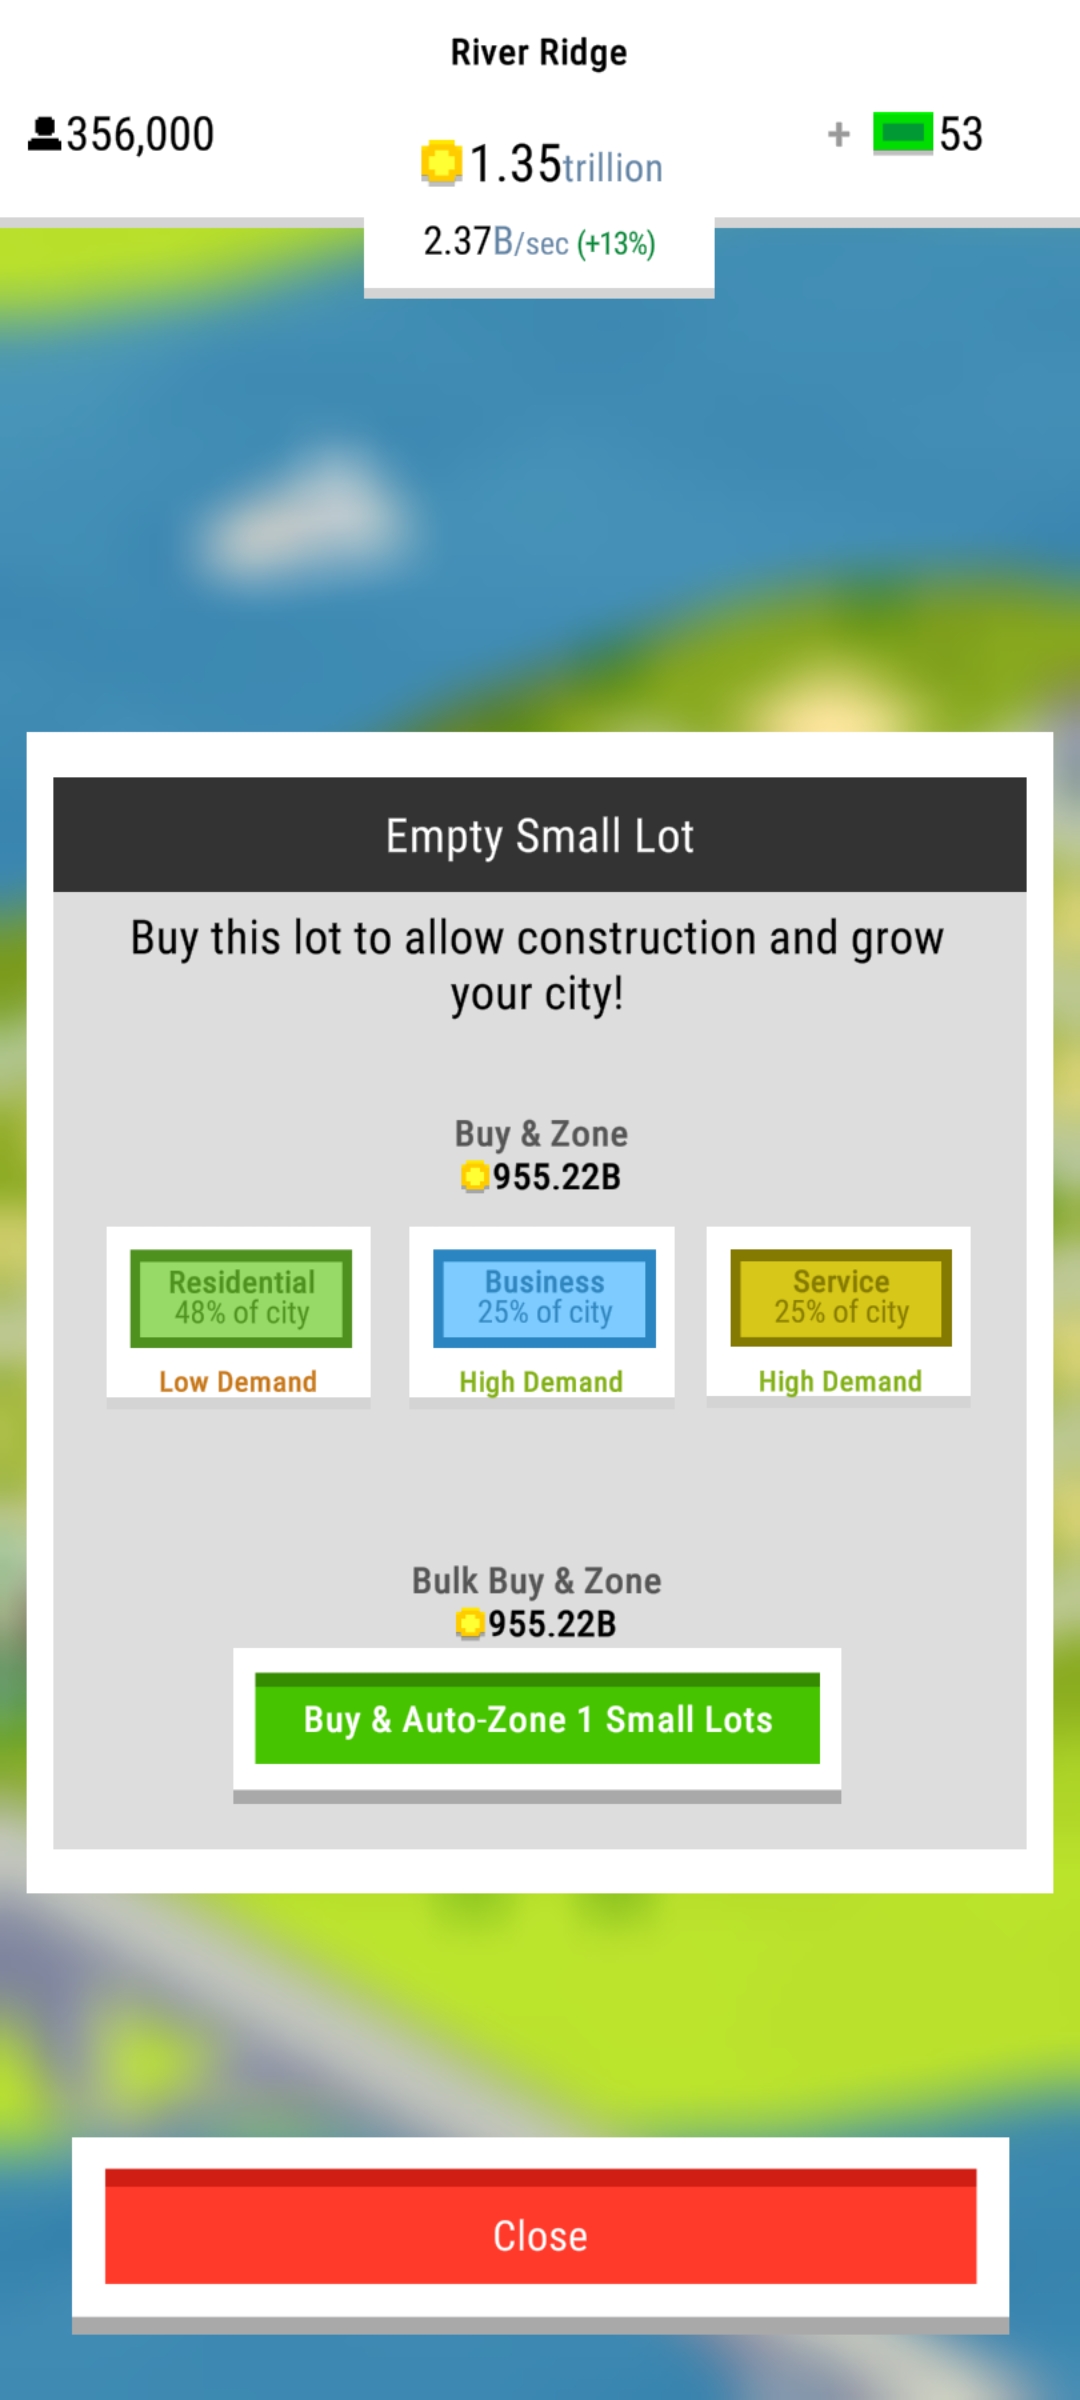 River Ridge
356,000
1.35trillion
+ 53
2.37B/sec (+13%)
Empty Small Lot
Buy this lot to allow construction and grow
your city!
Buy & Zone
955.22B
Residential
48% of city
Low Demand
Business
25% of city
High Demand
Service
25% of city
High Demand
Bulk Buy & Zone
955.22B
Buy & Auto-Zone 1 Small Lots
Close